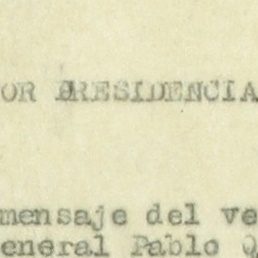 OR PRESIDENCIA
mensaje del ve
eneral Pablo Q